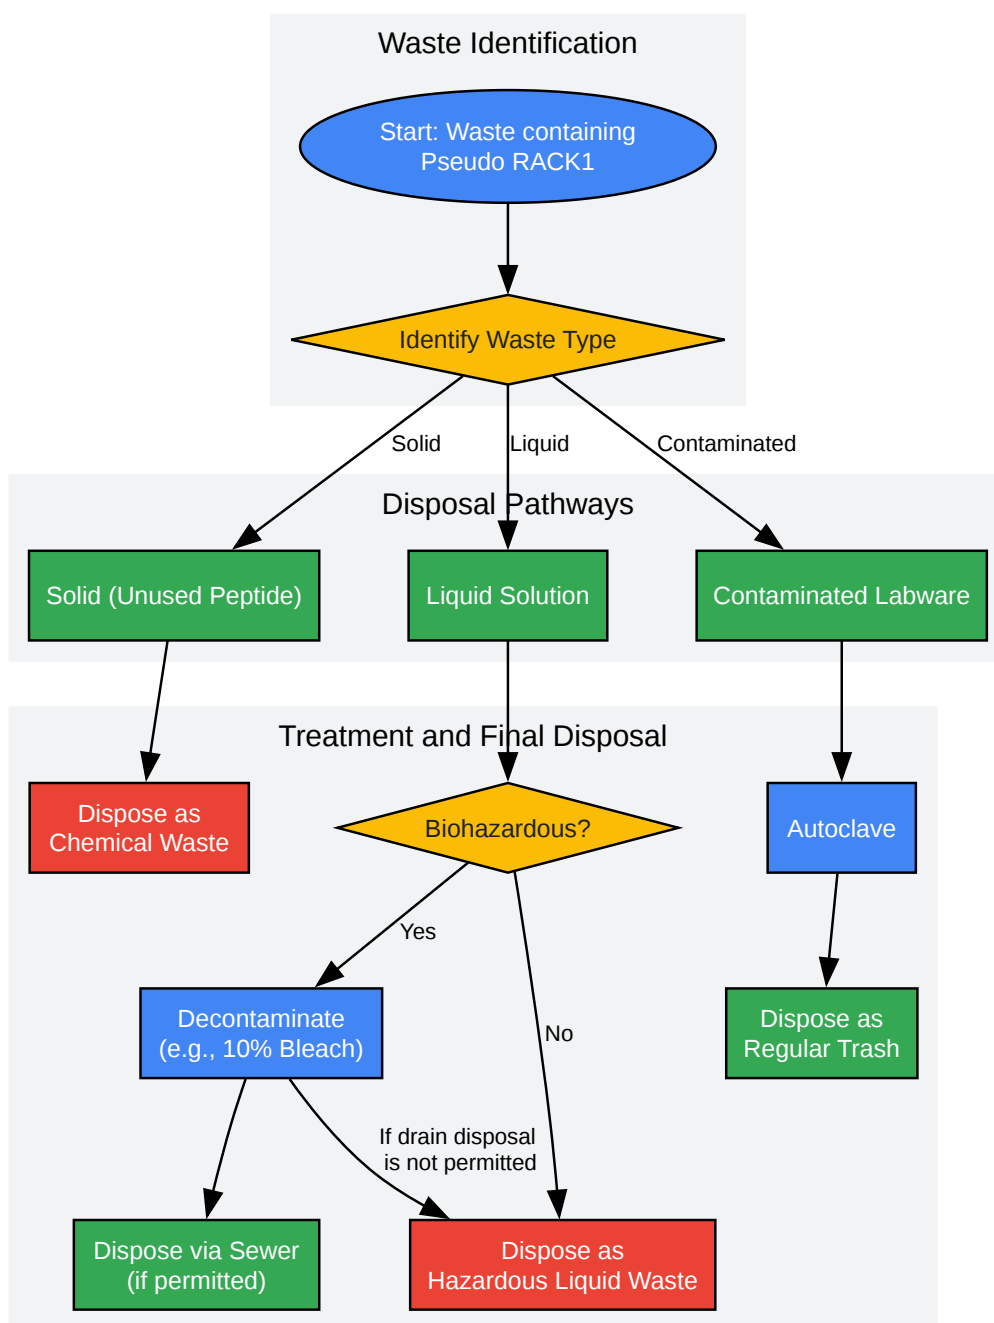 Waste Identification
Start: Waste containing
Pseudo RACK1
Identify Waste Type
Solid
Liquid
Contaminated
Disposal Pathways
Solid (Unused Peptide)
Liquid Solution
Contaminated Labware
Treatment and Final Disposal
Dispose as
Chemical Waste
Biohazardous?
Autoclave
Yes
No
Decontaminate
(e.g., 10% Bleach)
Dispose as
Regular Trash
If drain disposal
is not permitted
Dispose via Sewer
(if permitted)
Dispose as
Hazardous Liquid Waste